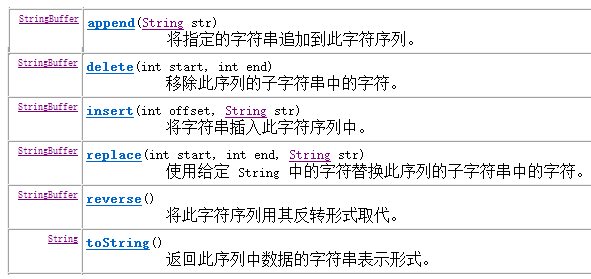 StringBuffer append(String str)
将指定的字符串追加到此字符序列。
StringBuffer delete(int start, int end)
移除此序列的子字符串中的字符。
StringBuffer insert(int offset, String str)
将字符串插入此字符序列中。
StringBuffer replace(int start, int end, String str)
使用给定 String 中的字符替换此序列的子字符串中的字符。
StringBuffer reverse()
将此字符序列用其反转形式取代。
String toString()
返回此序列中数据的字符串表示形式。